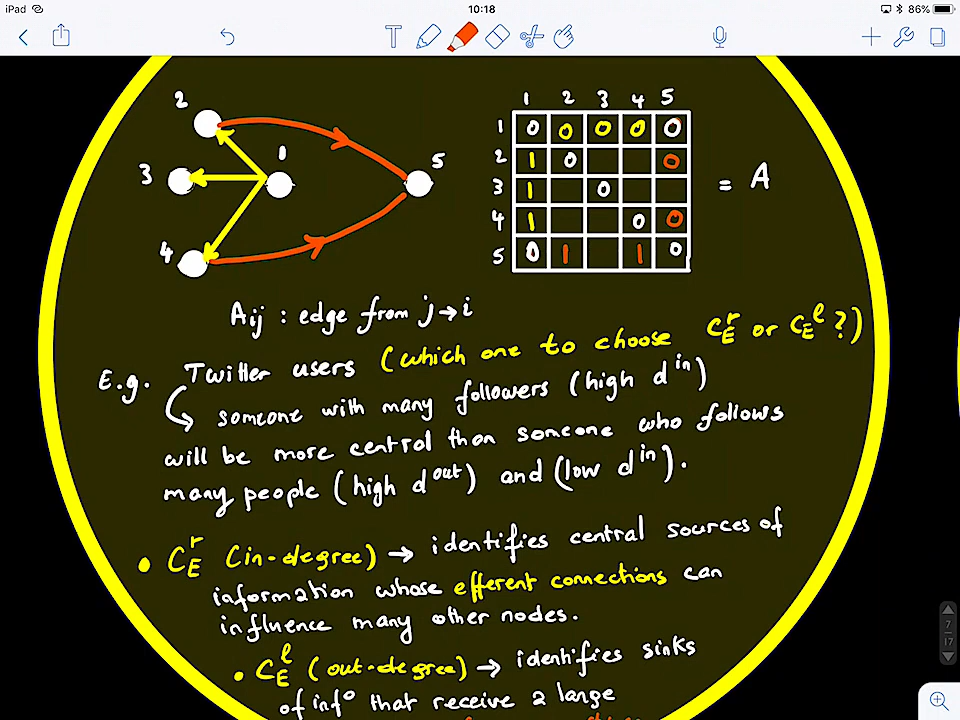 iPad
10:18
86%
T
1 2 3 4 5
1 0 0 0 0 0
2 1 0 0
3 1 0
4 1 0 0
5 0 1 1 0
= A
2
1
3
5
4
Aij : edge from j → i
E.g. Twitter users (which one to choose C_E^r or C_E^l ?)
↳ someone with many followers (high d^in)
will be more central than someone who follows
many people (high d^out) and (low d^in).
• C_E^r (in-degree) → identifies central sources of
information whose efferent connections can
influence many other nodes.
• C_E^l (out-degree) → identifies sinks
of info that receive a large
7
17